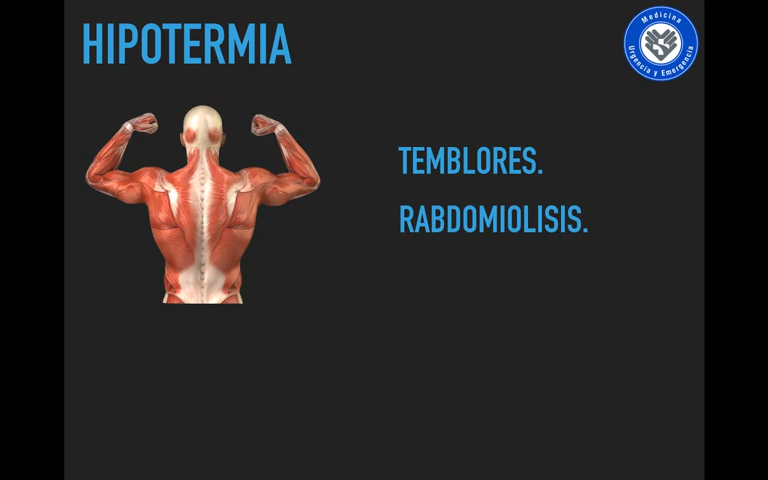 HIPOTERMIA
Medicina
Urgencia y Emergencia
TEMBLORES.
RABDOMIOLISIS.